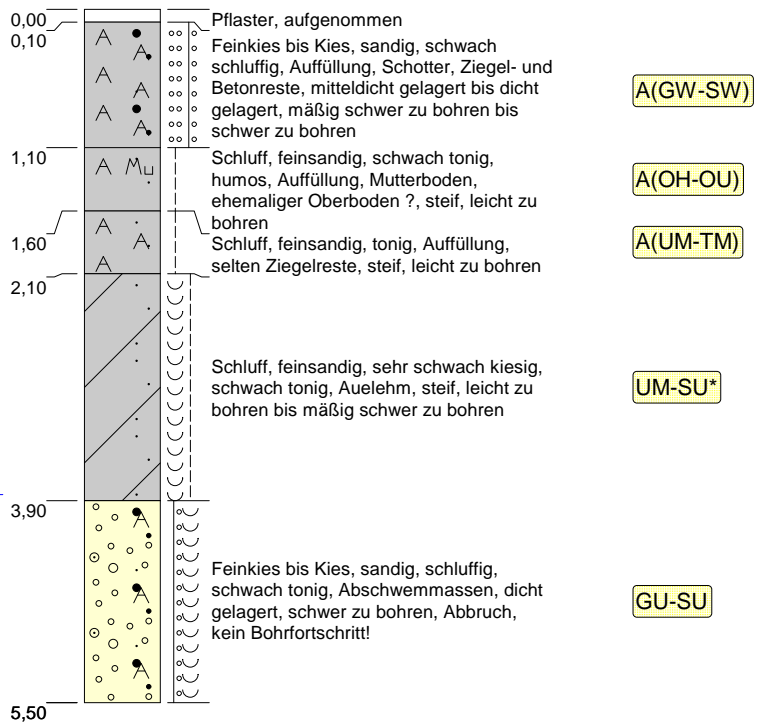 0,00
Pflaster, aufgenommen
0,10
Feinkies bis Kies, sandig, schwach
schluffig, Auffüllung, Schotter, Ziegel- und
Betonreste, mitteldicht gelagert bis dicht
gelagert, mäßig schwer zu bohren bis
schwer zu bohren
A(GW-SW)
A
A
A
A
A
A
1,10
Schluff, feinsandig, schwach tonig,
humos, Auffüllung, Mutterboden,
ehemaliger Oberboden ?, steif, leicht zu
bohren
A(OH-OU)
A Mu
1,60
Schluff, feinsandig, tonig, Auffüllung,
selten Ziegelreste, steif, leicht zu bohren
A(UM-TM)
A
A
A
2,10
Schluff, feinsandig, sehr schwach kiesig,
schwach tonig, Auelehm, steif, leicht zu
bohren bis mäßig schwer zu bohren
UM-SU*
3,90
Feinkies bis Kies, sandig, schluffig,
schwach tonig, Abschwemmassen, dicht
gelagert, schwer zu bohren, Abbruch,
kein Bohrfortschritt!
GU-SU
A
A
A
5,50